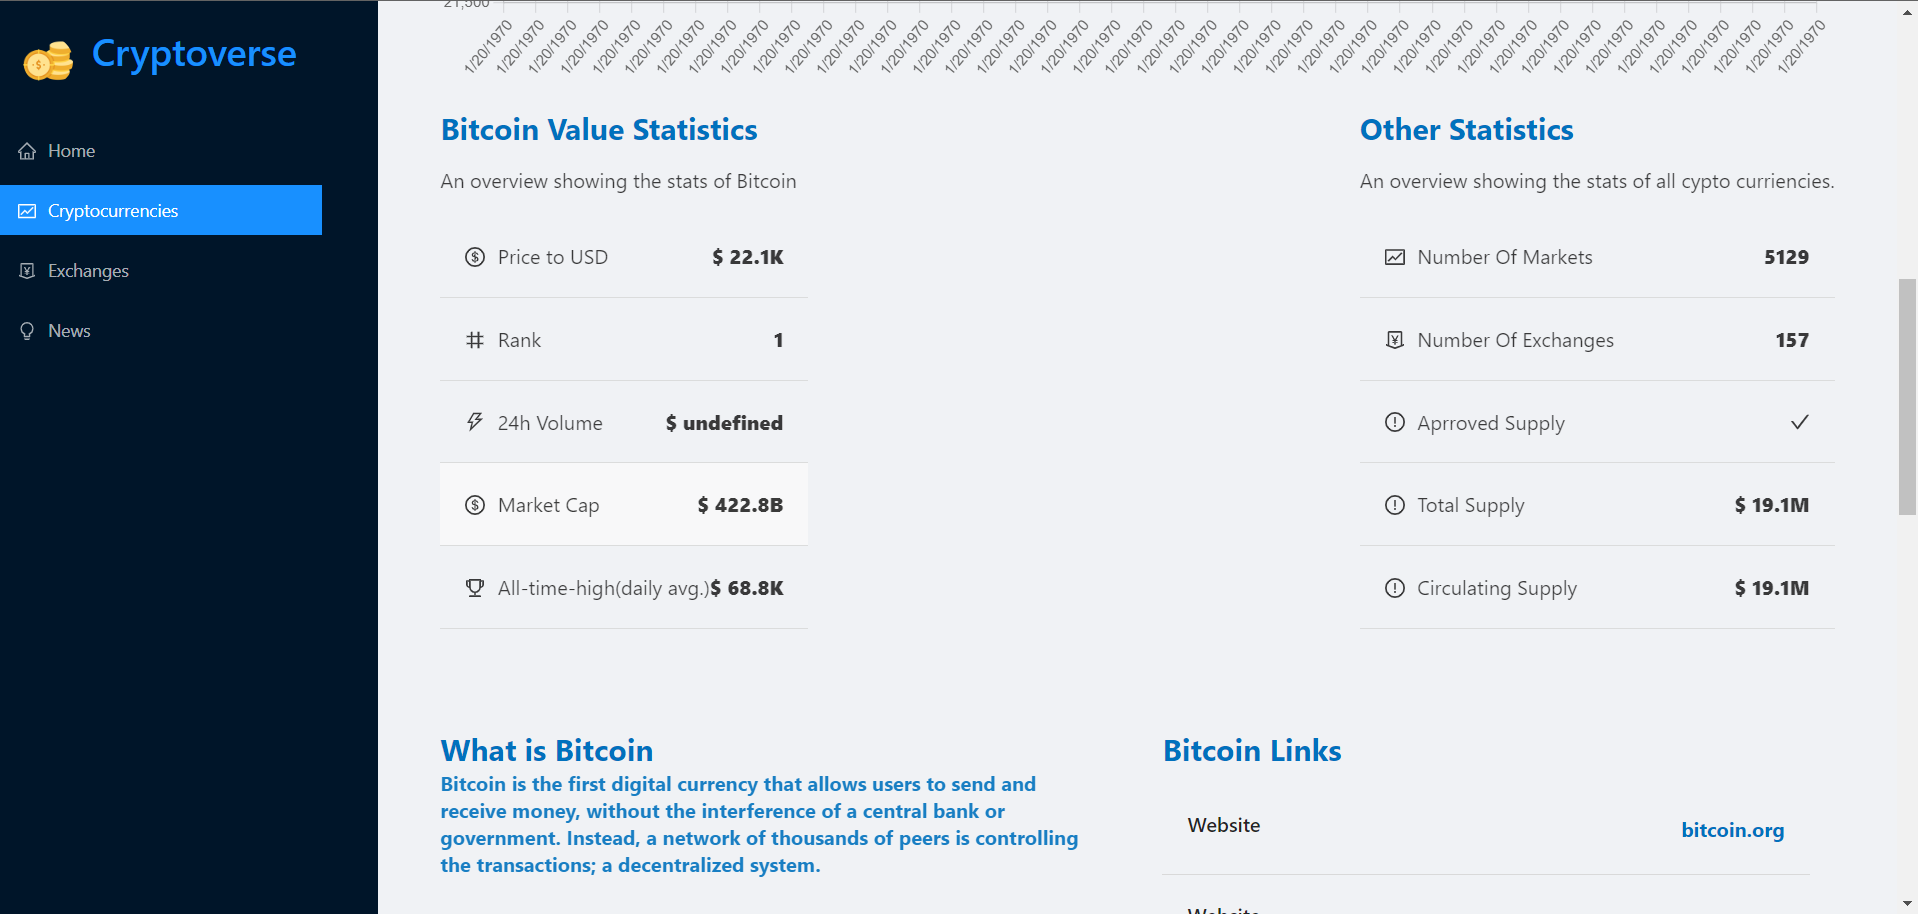 21,500
1/20/1970 1/20/1970 1/20/1970 1/20/1970 1/20/1970 1/20/1970 1/20/1970 1/20/1970 1/20/1970 1/20/1970 1/20/1970 1/20/1970 1/20/1970 1/20/1970 1/20/1970 1/20/1970 1/20/1970 1/20/1970 1/20/1970 1/20/1970 1/20/1970 1/20/1970 1/20/1970 1/20/1970 1/20/1970 1/20/1970 1/20/1970 1/20/1970 1/20/1970 1/20/1970 1/20/1970 1/20/1970 1/20/1970 1/20/1970 1/20/1970 1/20/1970 1/20/1970 1/20/1970 1/20/1970 1/20/1970 1/20/1970 1/20/1970
Cryptoverse
Home
Cryptocurrencies
Exchanges
News
Bitcoin Value Statistics
An overview showing the stats of Bitcoin
Price to USD $ 22.1K
Rank 1
24h Volume $ undefined
Market Cap $ 422.8B
All-time-high(daily avg.)$ 68.8K
Other Statistics
An overview showing the stats of all cypto curriencies.
Number Of Markets 5129
Number Of Exchanges 157
Aprroved Supply
Total Supply $ 19.1M
Circulating Supply $ 19.1M
What is Bitcoin
Bitcoin is the first digital currency that allows users to send and
receive money, without the interference of a central bank or
government. Instead, a network of thousands of peers is controlling
the transactions; a decentralized system.
Bitcoin Links
Website bitcoin.org
Website